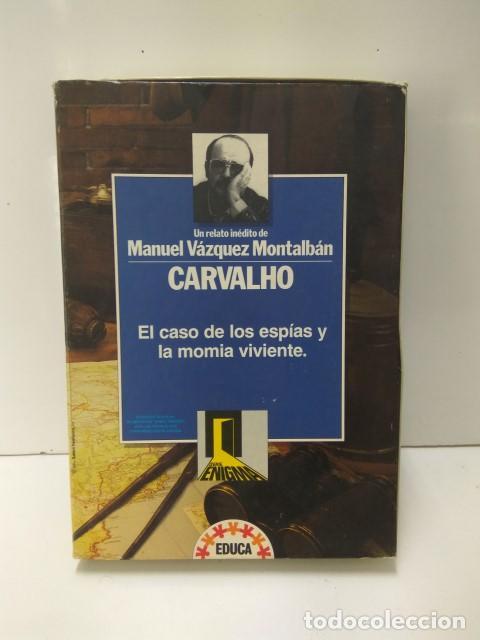 Un relato inédito de
Manuel Vázquez Montalbán
CARVALHO
El caso de los espías y
la momia viviente.
SERIE
ENIGMA
EDUCA
todocoleccion